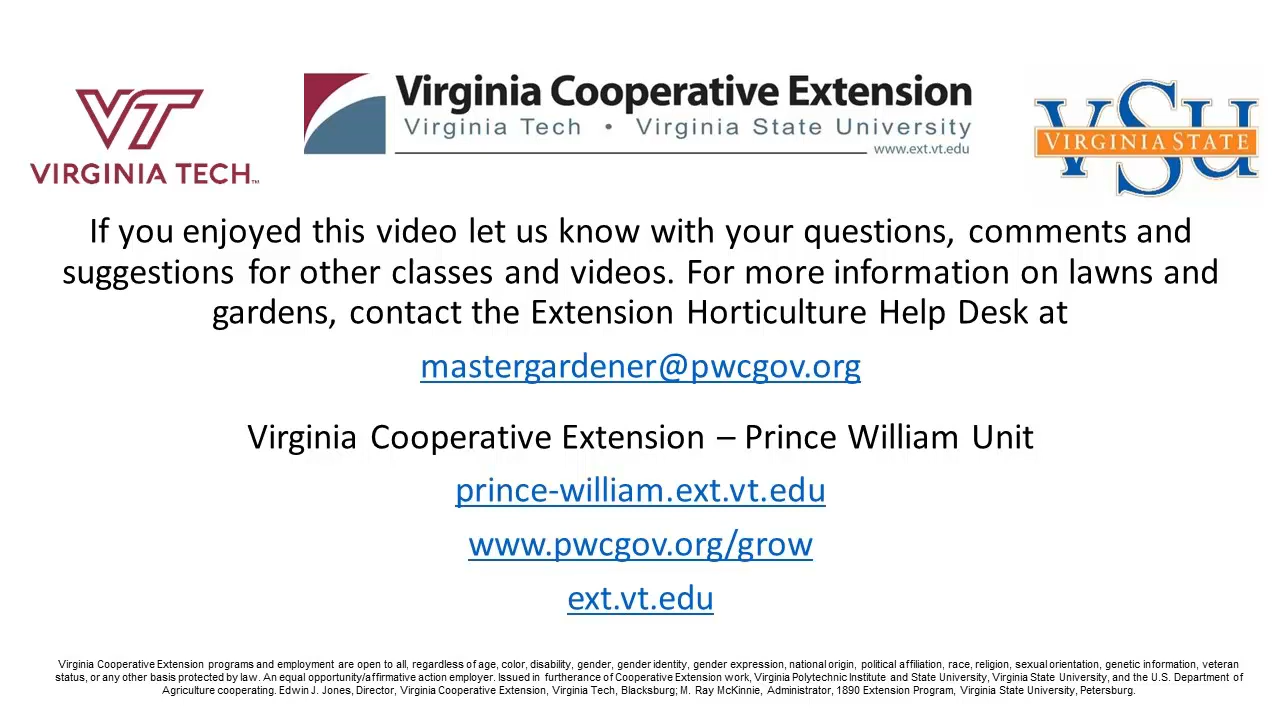 VT
VIRGINIA TECH™
Virginia Cooperative Extension
Virginia Tech • Virginia State University
www.ext.vt.edu
VSU
VIRGINIA STATE
If you enjoyed this video let us know with your questions, comments and
suggestions for other classes and videos. For more information on lawns and
gardens, contact the Extension Horticulture Help Desk at
mastergardener@pwcgov.org
Virginia Cooperative Extension – Prince William Unit
prince-william.ext.vt.edu
www.pwcgov.org/grow
ext.vt.edu
Virginia Cooperative Extension programs and employment are open to all, regardless of age, color, disability, gender, gender identity, gender expression, national origin, political affiliation, race, religion, sexual orientation, genetic information, veteran
status, or any other basis protected by law. An equal opportunity/affirmative action employer. Issued in furtherance of Cooperative Extension work, Virginia Polytechnic Institute and State University, Virginia State University, and the U.S. Department of
Agriculture cooperating. Edwin J. Jones, Director, Virginia Cooperative Extension, Virginia Tech, Blacksburg; M. Ray McKinnie, Administrator, 1890 Extension Program, Virginia State University, Petersburg.